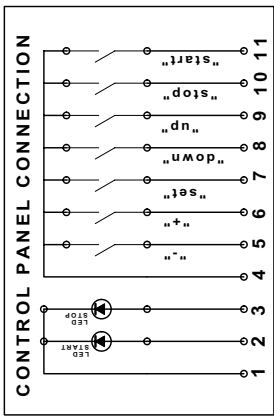 CONTROL PANEL CONNECTION
"start"
11
"stop"
10
"up"
9
"down"
8
"set"
7
"+"
6
"-"
5
4
LED
STOP
3
LED
START
2
1